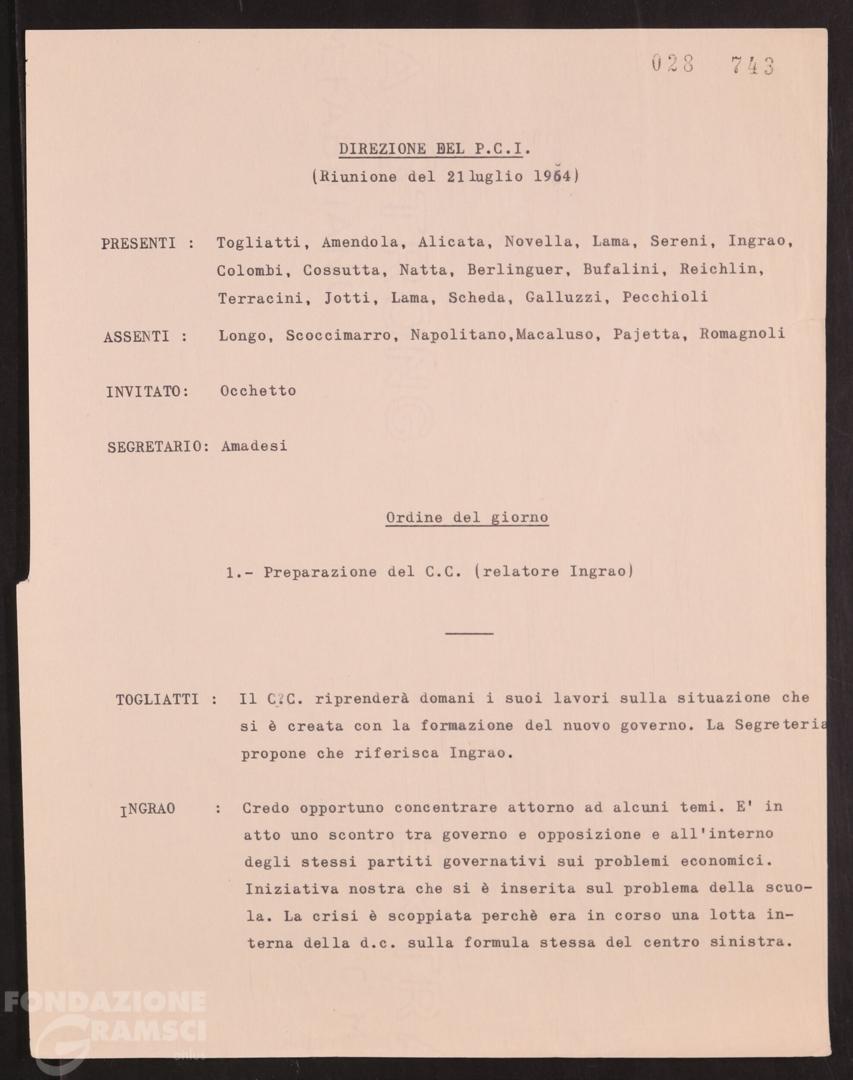 028 743
DIREZIONE DEL P.C.I.
(Riunione del 21 luglio 1964)
PRESENTI : Togliatti, Amendola, Alicata, Novella, Lama, Sereni, Ingrao,
Colombi, Cossutta, Natta, Berlinguer, Bufalini, Reichlin,
Terracini, Jotti, Lama, Scheda, Galluzzi, Pecchioli
ASSENTI : Longo, Scoccimarro, Napolitano,Macaluso, Pajetta, Romagnoli
INVITATO: Occhetto
SEGRETARIO: Amadesi
Ordine del giorno
1.- Preparazione del C.C. (relatore Ingrao)
TOGLIATTI : Il C.C. riprenderà domani i suoi lavori sulla situazione che
si è creata con la formazione del nuovo governo. La Segreteria
propone che riferisca Ingrao.
INGRAO : Credo opportuno concentrare attorno ad alcuni temi. E' in
atto uno scontro tra governo e opposizione e all'interno
degli stessi partiti governativi sui problemi economici.
Iniziativa nostra che si è inserita sul problema della scuo-
la. La crisi è scoppiata perchè era in corso una lotta in-
terna della d.c. sulla formula stessa del centro sinistra.
FONDAZIONE
GRAMSCI
onlus